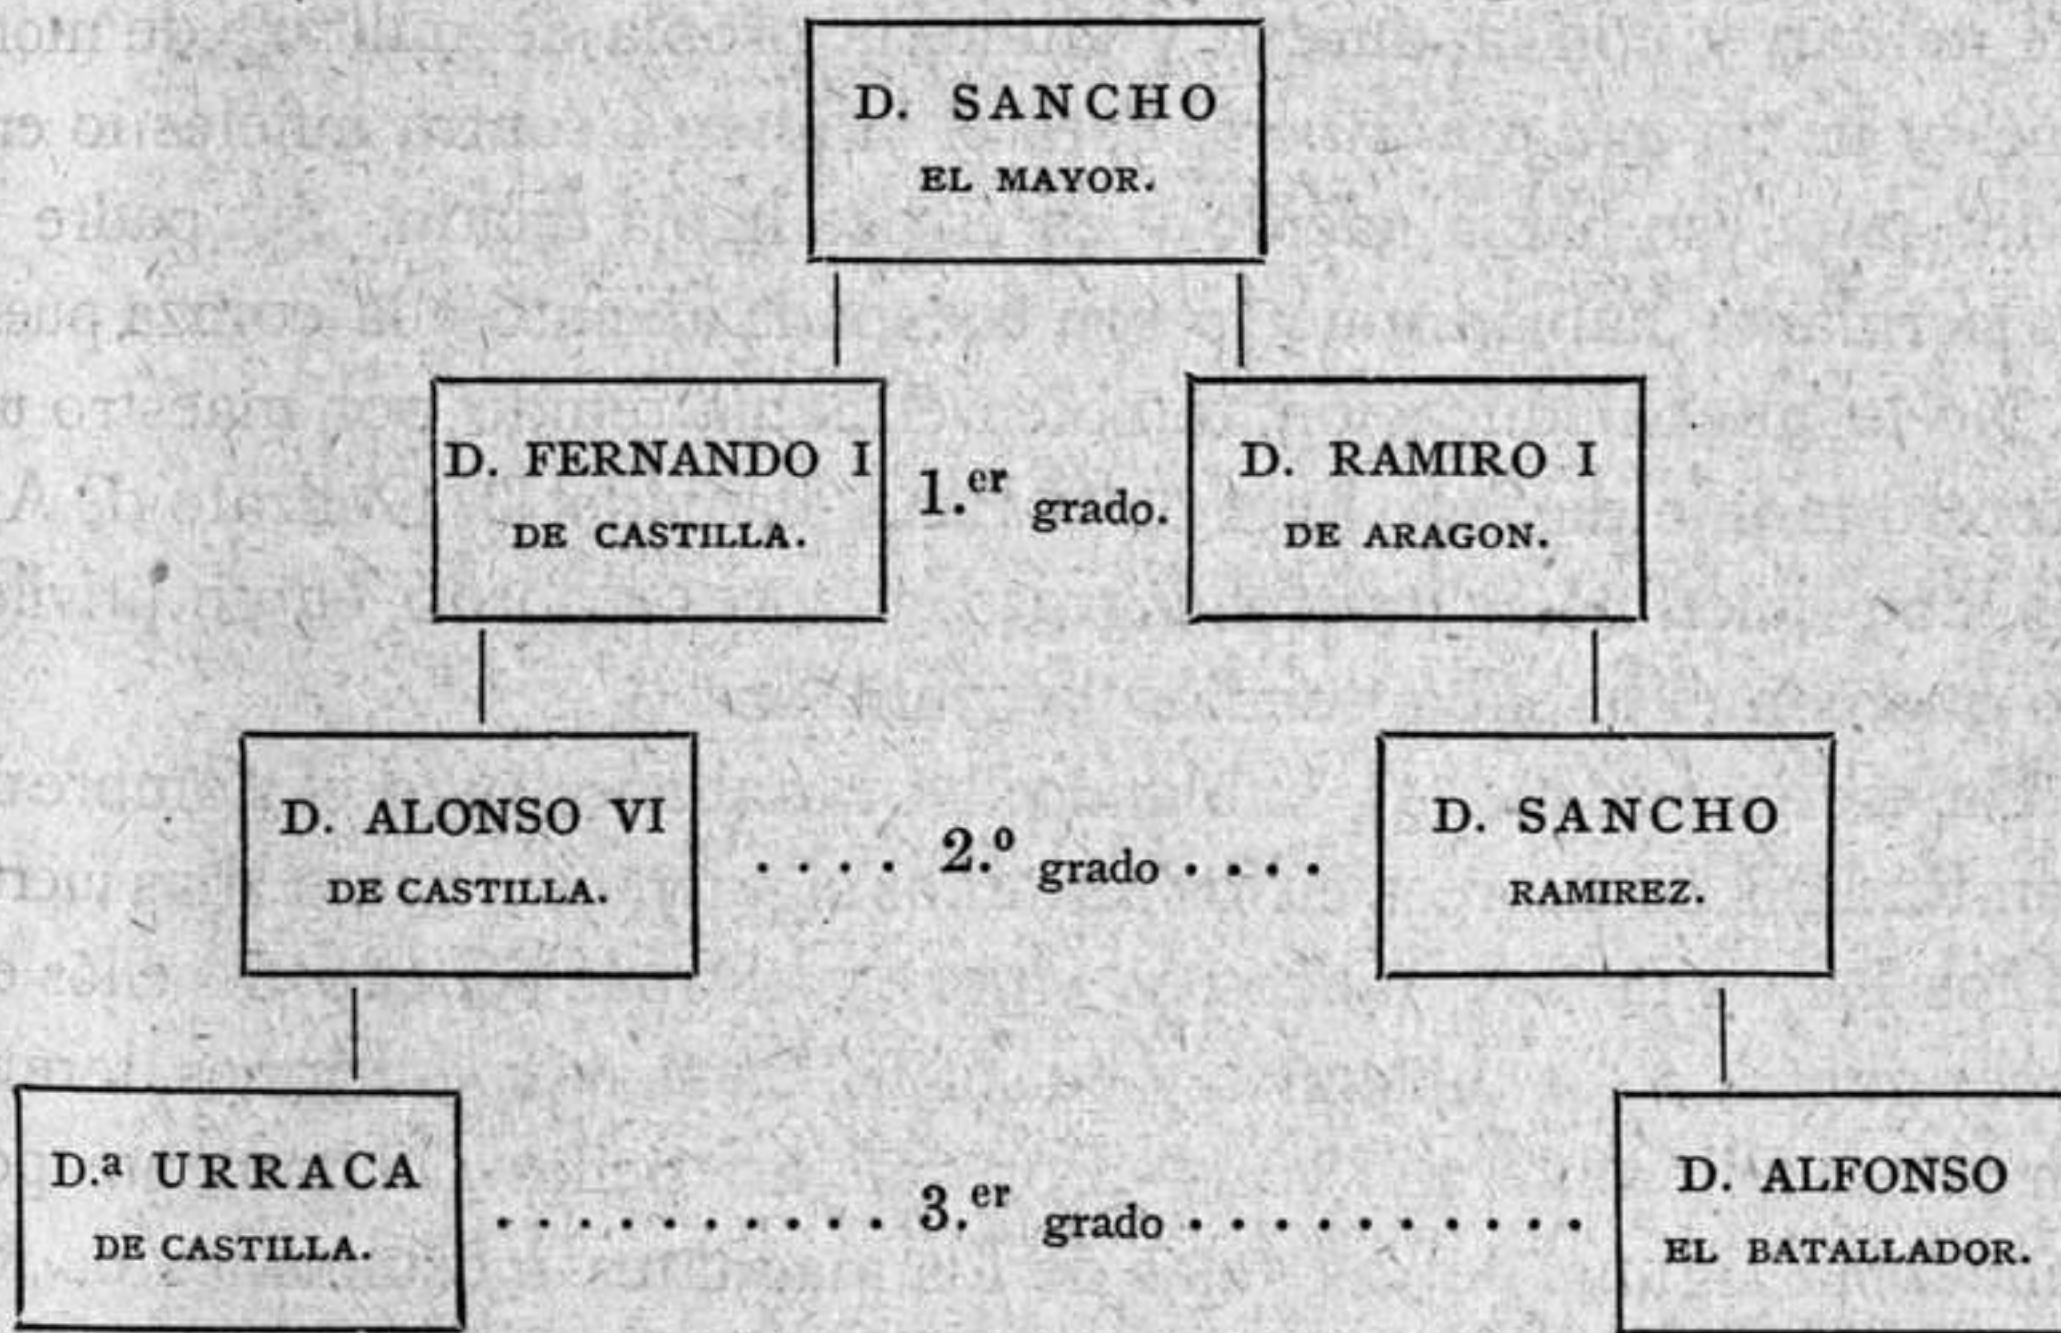 D. SANCHO
EL MAYOR.
D. FERNANDO I
DE CASTILLA.
1.er grado.
D. RAMIRO I
DE ARAGON.
D. ALONSO VI
DE CASTILLA.
.... 2.º grado ....
D. SANCHO
RAMIREZ.
D.ª URRACA
DE CASTILLA.
.......... 3.er grado ..........
D. ALFONSO
EL BATALLADOR.